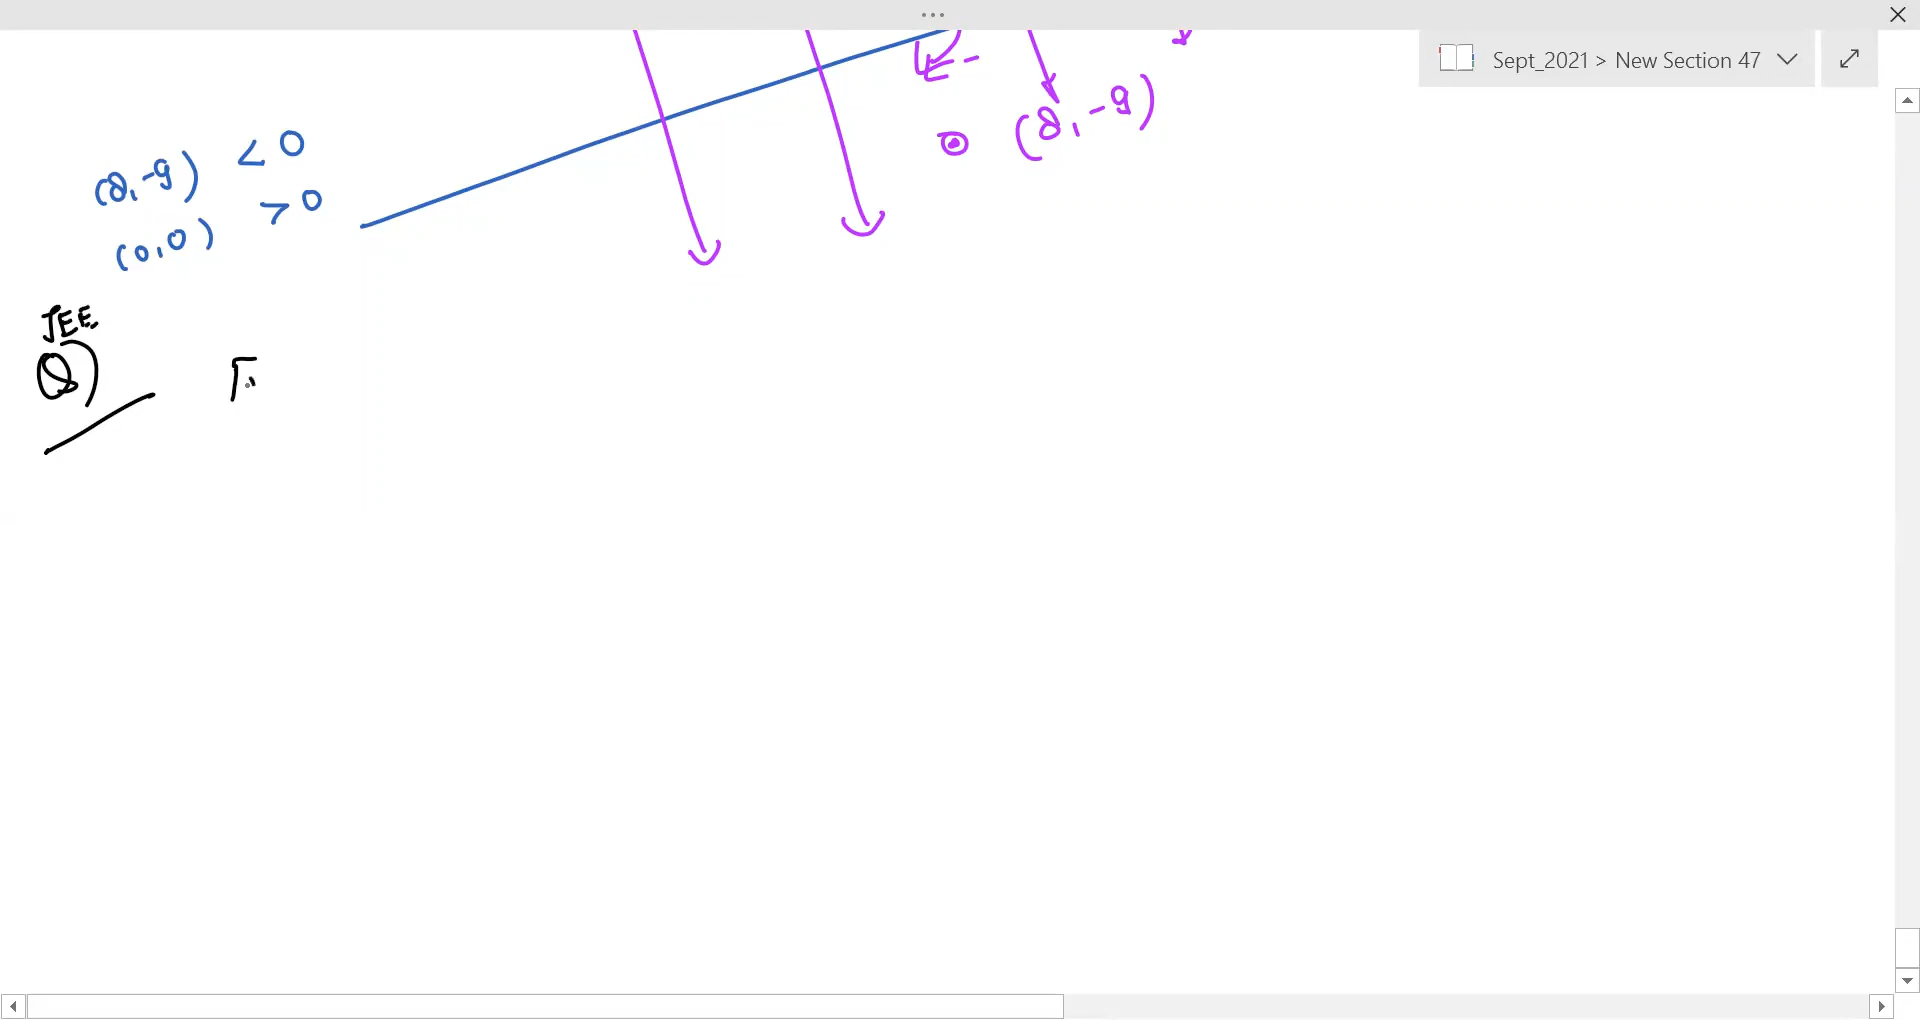 Sept_2021 > New Section 47
(8, -9)
(8, -9) < 0
(0, 0) > 0
JEE
Q)